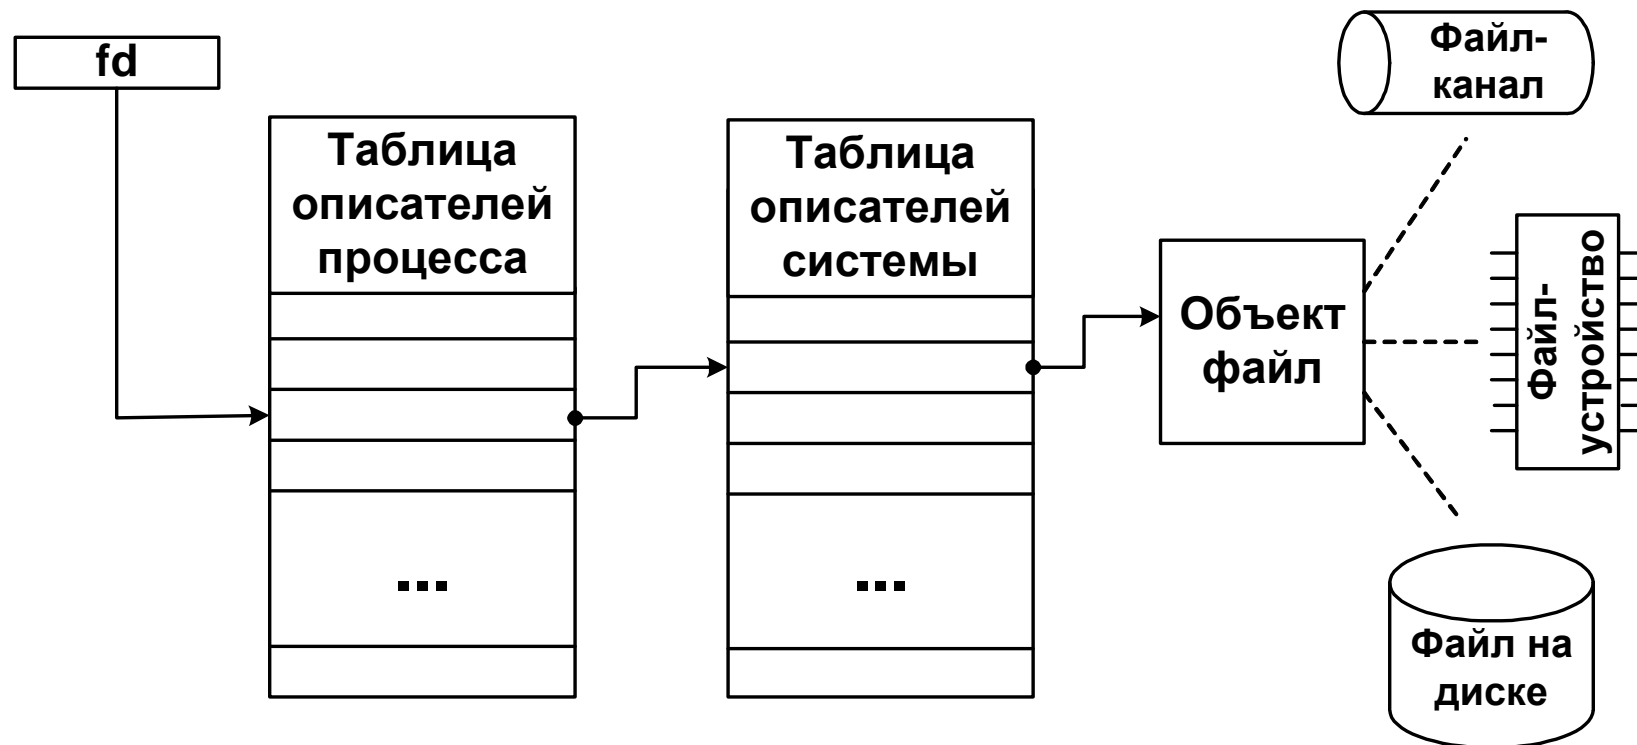 fd
Таблица
описателей
процесса
...
Таблица
описателей
системы
...
Объект
файл
Файл-
канал
Файл-
устройство
Файл на
диске